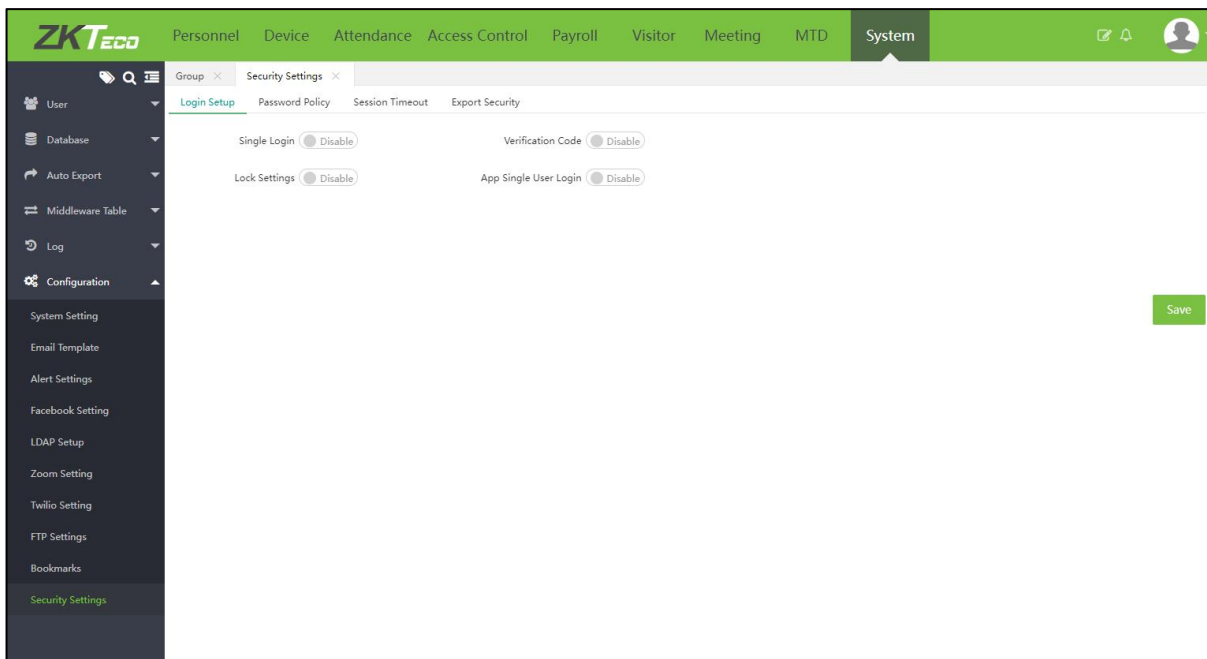 ZKTECO Personnel Device Attendance Access Control Payroll Visitor Meeting MTD System
Group × Security Settings ×
Login Setup Password Policy Session Timeout Export Security
User
Database
Auto Export
Middleware Table
Log
Configuration
System Setting
Email Template
Alert Settings
Facebook Setting
LDAP Setup
Zoom Setting
Twilio Setting
FTP Settings
Bookmarks
Security Settings
Single Login Disable Verification Code Disable
Lock Settings Disable App Single User Login Disable
Save